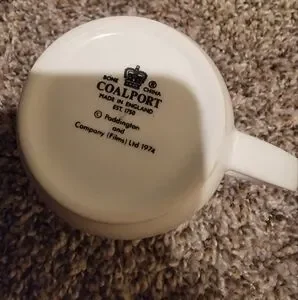 BONE CHINA ®
COALPORT
MADE IN ENGLAND
EST. 1750
© Paddington
and
Company (Films) Ltd 1974